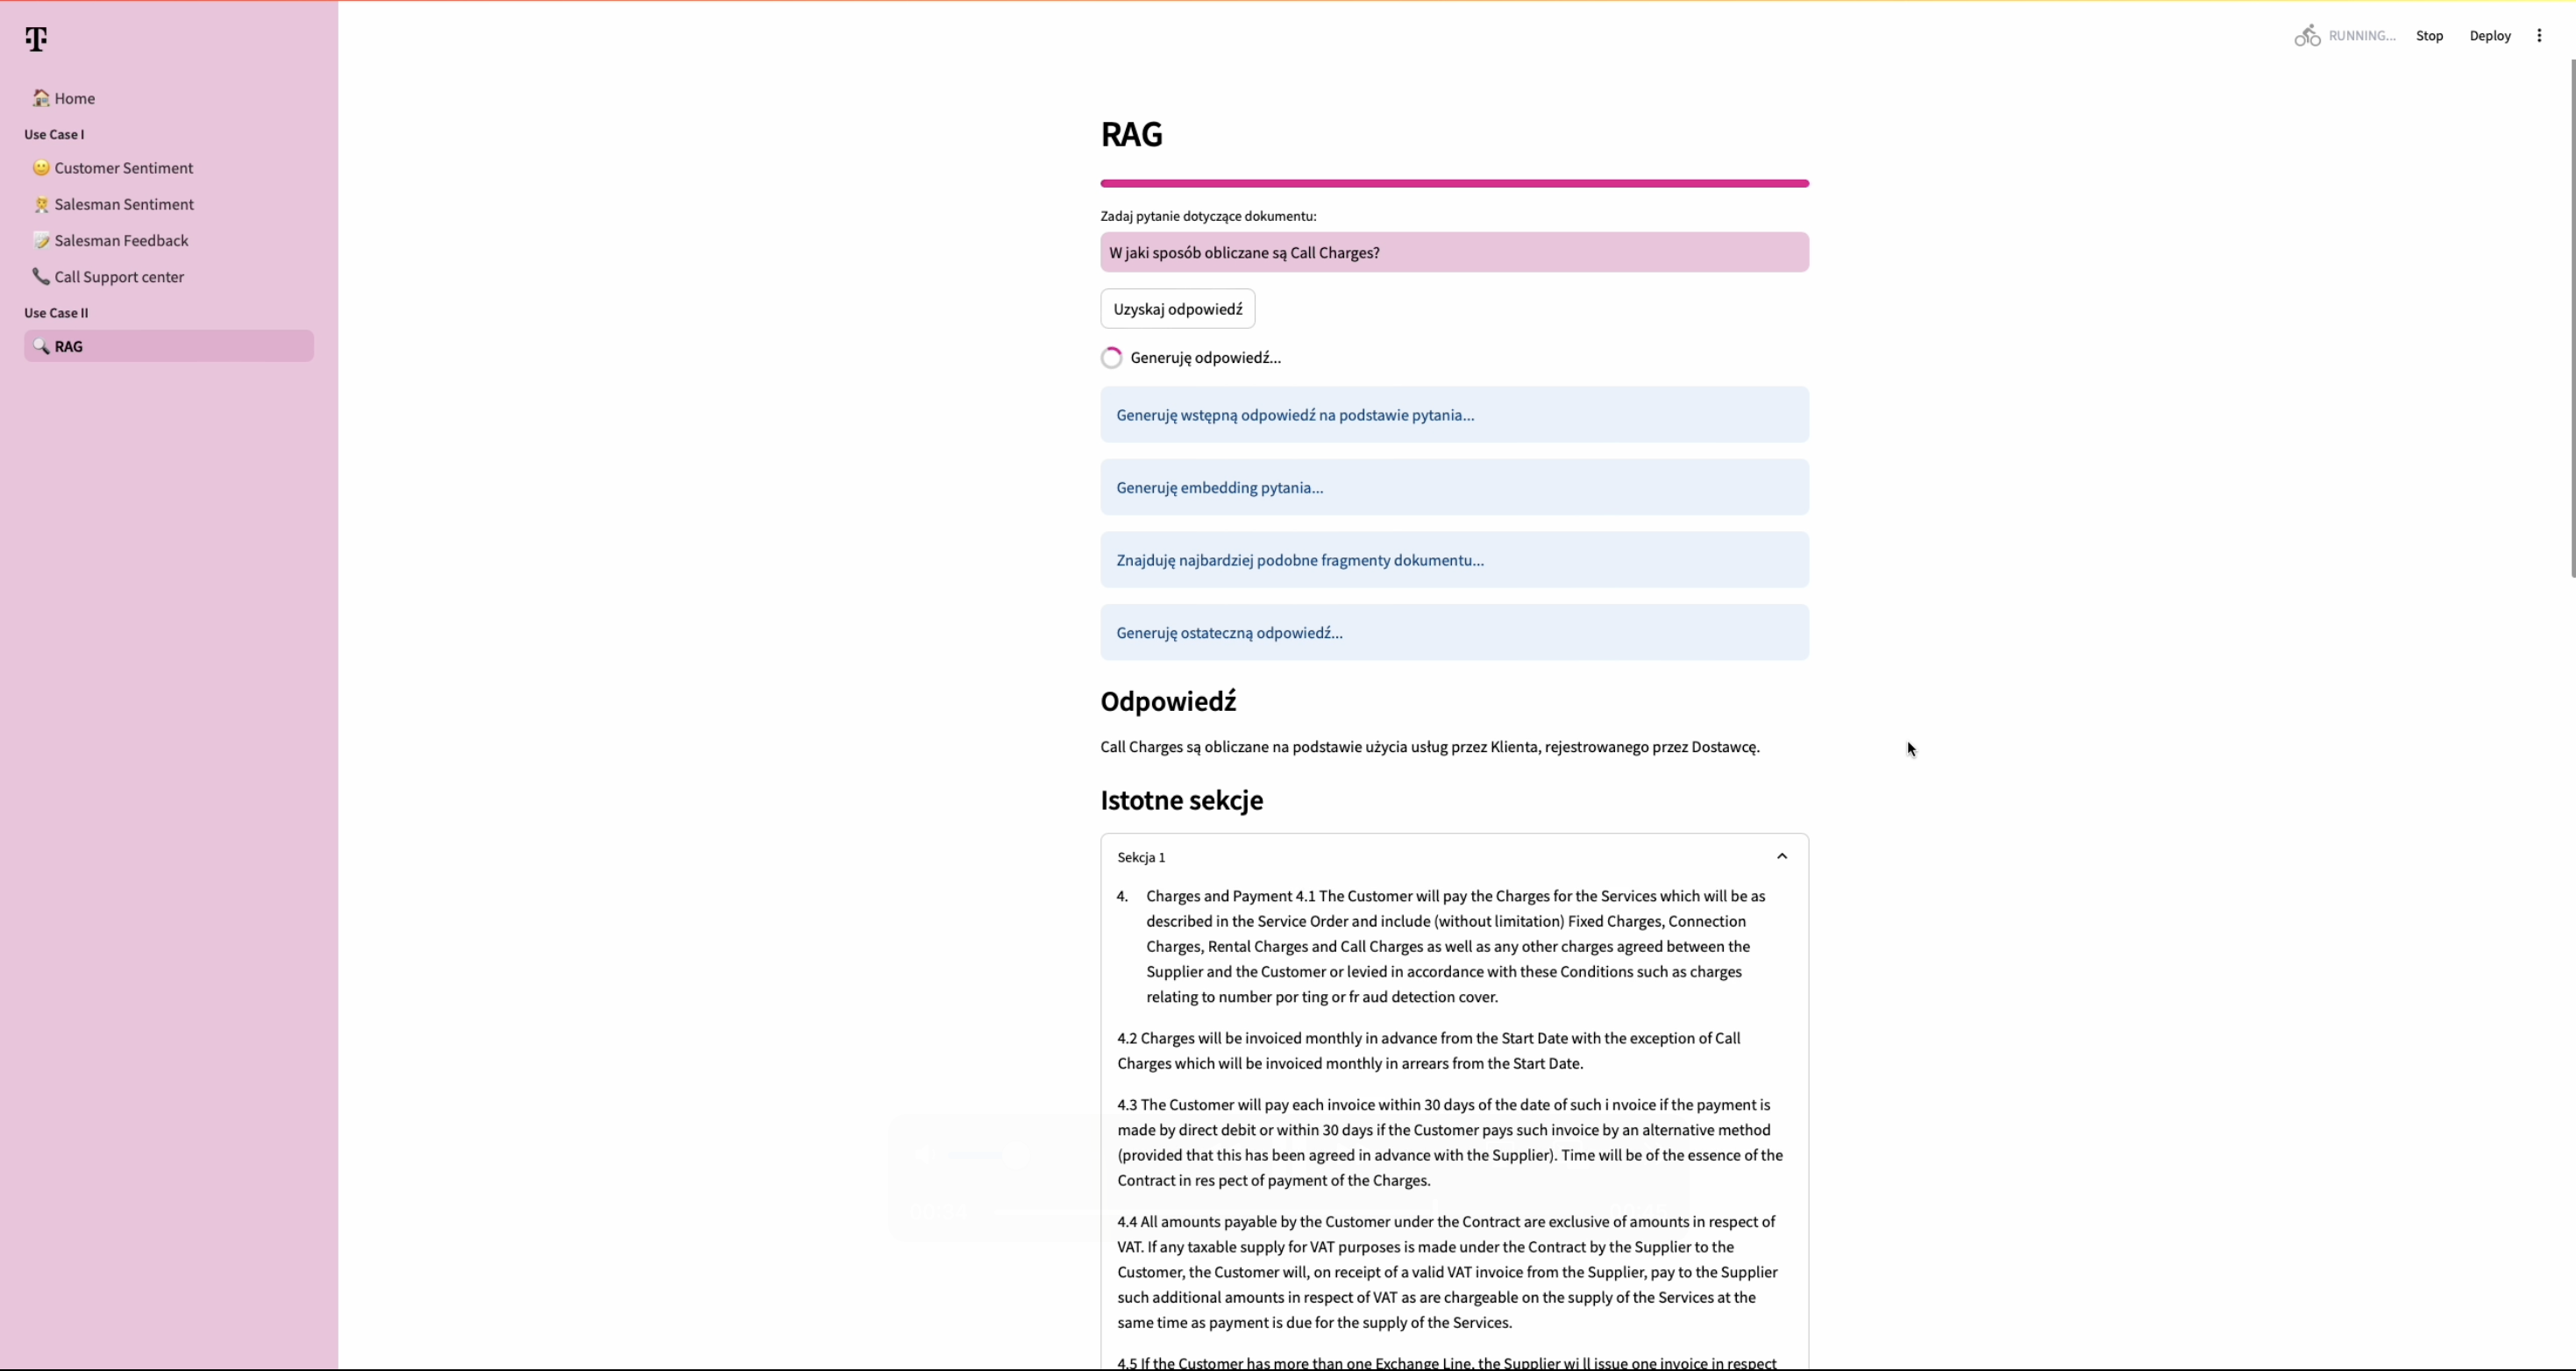 T
RUNNING...
Stop
Deploy
Home
Use Case I
Customer Sentiment
Salesman Sentiment
Salesman Feedback
Call Support center
Use Case II
RAG
RAG
Zadaj pytanie dotyczące dokumentu:
W jaki sposób obliczane są Call Charges?
Uzyskaj odpowiedź
Generuję odpowiedź...
Generuję wstępną odpowiedź na podstawie pytania...
Generuję embedding pytania...
Znajduję najbardziej podobne fragmenty dokumentu...
Generuję ostateczną odpowiedź...
Odpowiedź
Call Charges są obliczane na podstawie użycia usług przez Klienta, rejestrowanego przez Dostawcę.
Istotne sekcje
Sekcja 1
4. Charges and Payment 4.1 The Customer will pay the Charges for the Services which will be as
described in the Service Order and include (without limitation) Fixed Charges, Connection
Charges, Rental Charges and Call Charges as well as any other charges agreed between the
Supplier and the Customer or levied in accordance with these Conditions such as charges
relating to number por ting or fr aud detection cover.
4.2 Charges will be invoiced monthly in advance from the Start Date with the exception of Call
Charges which will be invoiced monthly in arrears from the Start Date.
4.3 The Customer will pay each invoice within 30 days of the date of such i nvoice if the payment is
made by direct debit or within 30 days if the Customer pays such invoice by an alternative method
(provided that this has been agreed in advance with the Supplier). Time will be of the essence of the
Contract in res pect of payment of the Charges.
4.4 All amounts payable by the Customer under the Contract are exclusive of amounts in respect of
VAT. If any taxable supply for VAT purposes is made under the Contract by the Supplier to the
Customer, the Customer will, on receipt of a valid VAT invoice from the Supplier, pay to the Supplier
such additional amounts in respect of VAT as are chargeable on the supply of the Services at the
same time as payment is due for the supply of the Services.
4.5 If the Customer has more than one Exchange Line, the Supplier wi ll issue one invoice in respect